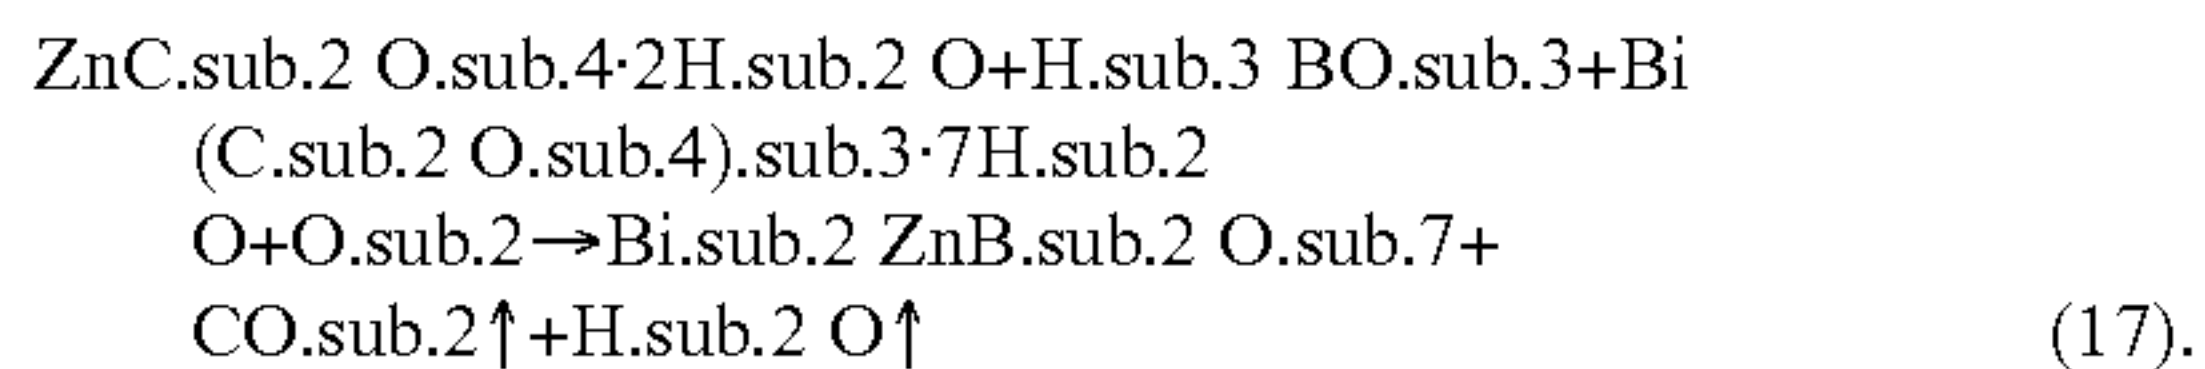 ZnC.sub.2 O.sub.4·2H.sub.2 O+H.sub.3 BO.sub.3+Bi
(C.sub.2 O.sub.4).sub.3·7H.sub.2
O+O.sub.2→Bi.sub.2 ZnB.sub.2 O.sub.7+
CO.sub.2↑+H.sub.2 O↑ (17).